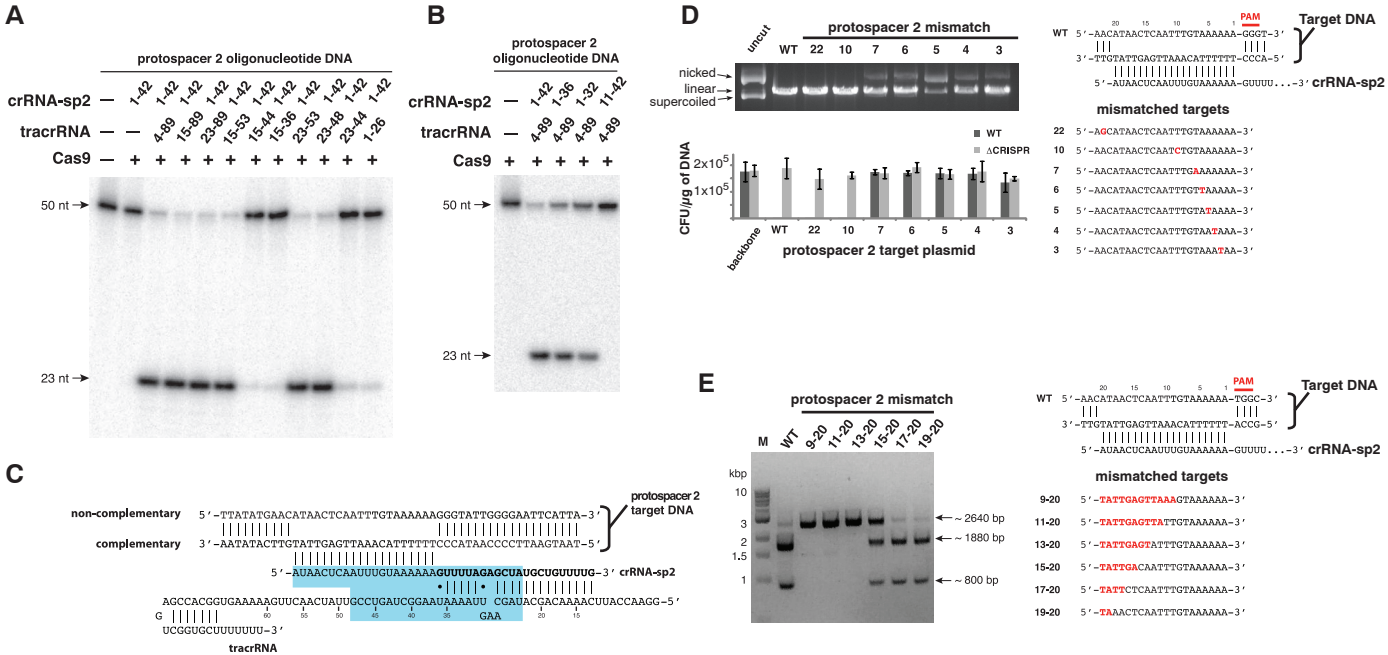 A
protospacer 2 oligonucleotide DNA
crRNA-sp2 — 1-42 1-42 1-42 1-42 1-42 1-42 1-42 1-42 1-42 1-42 1-42
tracrRNA — 4-89 15-89 23-89 15-53 15-44 15-36 23-53 23-48 23-44 1-26
Cas9 — + + + + + + + + + + +
50 nt
23 nt
B
protospacer 2
oligonucleotide DNA
crRNA-sp2 — 1-42 1-36 1-32 11-42
tracrRNA — 4-89 4-89 4-89 4-89
Cas9 + + + + +
50 nt
23 nt
C
protospacer 2
target DNA
non-complementary 5'-TTATATGAACATAACTCAATTTGTAAAAAAGGGTATTGGGGAATTCATTA-3'
complementary 3'-AATATACTTGTATTGAGTTAAACATTTTTTCCCATAACCCCTTAAGTAAT-5'
5'-AUAACUCAAUUUGUAAAAAAGUUUUAGAGCUAUGCUGUUUUG-3' crRNA-sp2
AGCCACGGUGAAAAAGUUCAACUAUUGCCUGAUCGGAAUAAAAUU CGAUACGACAAAACUUACCAAGG-5'
G
GAA
60 55 50 45 40 35 20 15
UCGGUGCUUUUUUU-3'
tracrRNA
D
protospacer 2 mismatch
uncut WT 22 10 7 6 5 4 3
nicked
linear
supercoiled
WT
ΔCRISPR
CFU/µg of DNA
2x10⁵
1x10⁵
backbone WT 22 10 7 6 5 4 3
protospacer 2 target plasmid
20 15 10 5 1 PAM
Target DNA
WT 5'-AACATAACTCAATTTGTAAAAAA-GGGT-3'
3'-TTGTATTGAGTTAAACATTTTTT-CCCA-5'
5'-AUAACUCAAUUUGUAAAAAA-GUUUU...-3' crRNA-sp2
mismatched targets
22 5'-AGCATAACTCAATTTGTAAAAAA-3'
10 5'-AACATAACTCAATCTGTAAAAAA-3'
7 5'-AACATAACTCAATTTGAAAAAAA-3'
6 5'-AACATAACTCAATTTGTTAAAAA-3'
5 5'-AACATAACTCAATTTGTATAAAA-3'
4 5'-AACATAACTCAATTTGTAATAAA-3'
3 5'-AACATAACTCAATTTGTAAATAA-3'
E
protospacer 2 mismatch
M WT 9-20 11-20 13-20 15-20 17-20 19-20
kbp
10
3
2
1.5
1
~ 2640 bp
~ 1880 bp
~ 800 bp
20 15 10 5 1 PAM
Target DNA
WT 5'-AACATAACTCAATTTGTAAAAAA-TGGC-3'
3'-TTGTATTGAGTTAAACATTTTTT-ACCG-5'
5'-AUAACUCAAUUUGUAAAAAA-GUUUU...-3' crRNA-sp2
mismatched targets
9-20 5'-TATTGAGTTAAAGTAAAAAA-3'
11-20 5'-TATTGAGTTATTGTAAAAAA-3'
13-20 5'-TATTGAGTATTTGTAAAAAA-3'
15-20 5'-TATTGACAATTTGTAAAAAA-3'
17-20 5'-TATTCTCAATTTGTAAAAAA-3'
19-20 5'-TAAACTCAATTTGTAAAAAA-3'